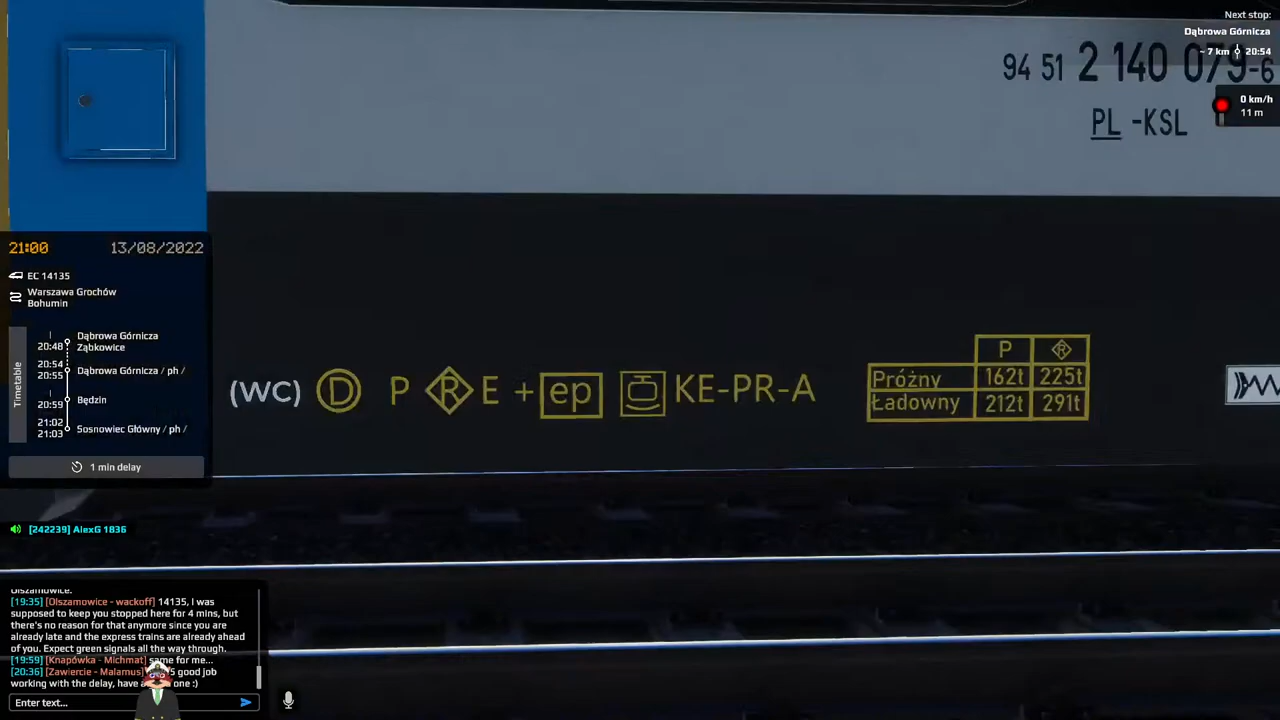 Next stop:
Dąbrowa Górnicza
~ 7 km 20:54
94 51 2 140 079-6
PL -KSL
0 km/h
11 m
21:00 13/08/2022
EC 14135
Warszawa Grochów
Bohumin
Timetable
20:48 Dąbrowa Górnicza Ząbkowice
20:54
20:55 Dąbrowa Górnicza / ph /
20:59 Będzin
21:02
21:03 Sosnowiec Główny / ph /
1 min delay
(WC) D P R E + ep KE-PR-A
P R
Próżny 162t 225t
Ładowny 212t 291t
[242239] AlexG 1836
Olszamowice.
[19:35] [Olszamowice - wackoff] 14135, I was
supposed to keep you stopped here for 4 mins, but
there's no reason for that anymore since you are
already late and the express trains are already ahead
of you. Expect green signals all the way through.
[19:59] [Knapówka - Michmat] same for me...
[20:36] [Zawiercie - Malamus] good job
working with the delay, have one :)
Enter text...